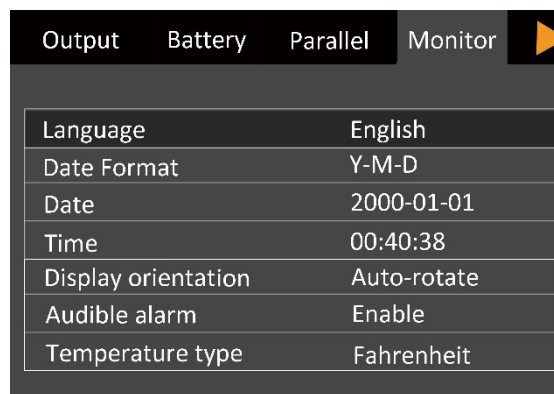 Output Battery Parallel Monitor
Language English
Date Format Y-M-D
Date 2000-01-01
Time 00:40:38
Display orientation Auto-rotate
Audible alarm Enable
Temperature type Fahrenheit